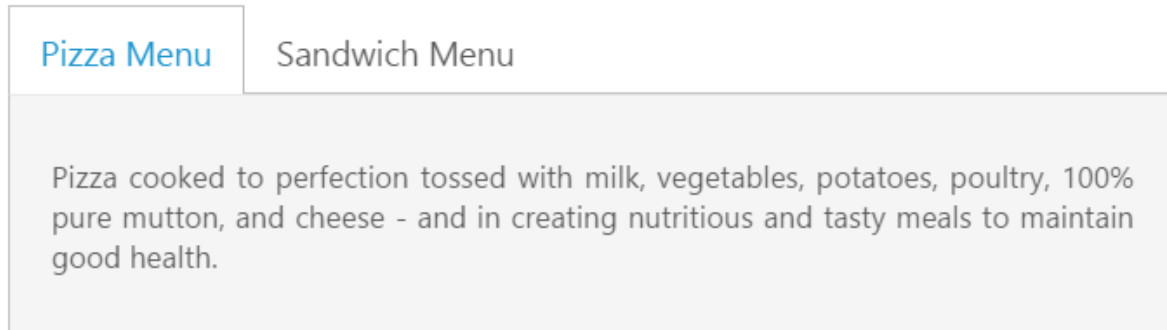 Pizza Menu Sandwich Menu
Pizza cooked to perfection tossed with milk, vegetables, potatoes, poultry, 100%
pure mutton, and cheese - and in creating nutritious and tasty meals to maintain
good health.